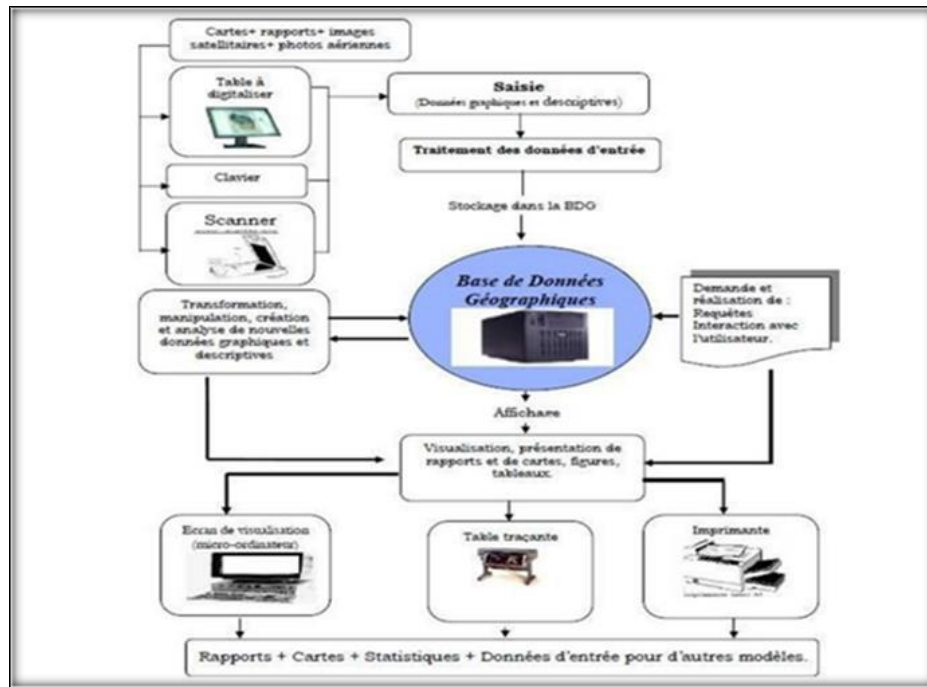 Cartes+ rapports+ images
satellitaires+ photos aériennes
Table à
digitaliser
Clavier
Scanner
Saisie
(Données graphiques et descriptives)
Traitement des données d'entrée
Stockage dans la BDG
Base de Données
Géographiques
Transformation,
manipulation, création
et analyse de nouvelles
données graphiques et
descriptives
Demande et
réalisation de :
Requêtes
Interaction avec
l'utilisateur.
Affichare
Visualisation, présentation de
rapports et de cartes, figures,
tableaux.
Ecran de visualisation
(micro-ordinateur)
Table traçante
Imprimante
Rapports + Cartes + Statistiques + Données d'entrée pour d'autres modèles.